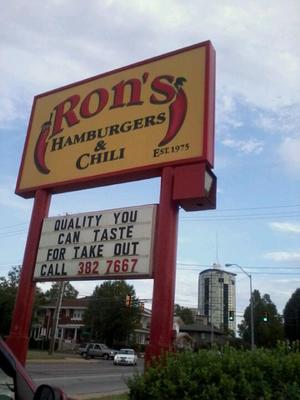 Ron's
HAMBURGERS
&
CHILI
EST. 1975
QUALITY YOU
CAN TASTE
FOR TAKE OUT
CALL 382 7667